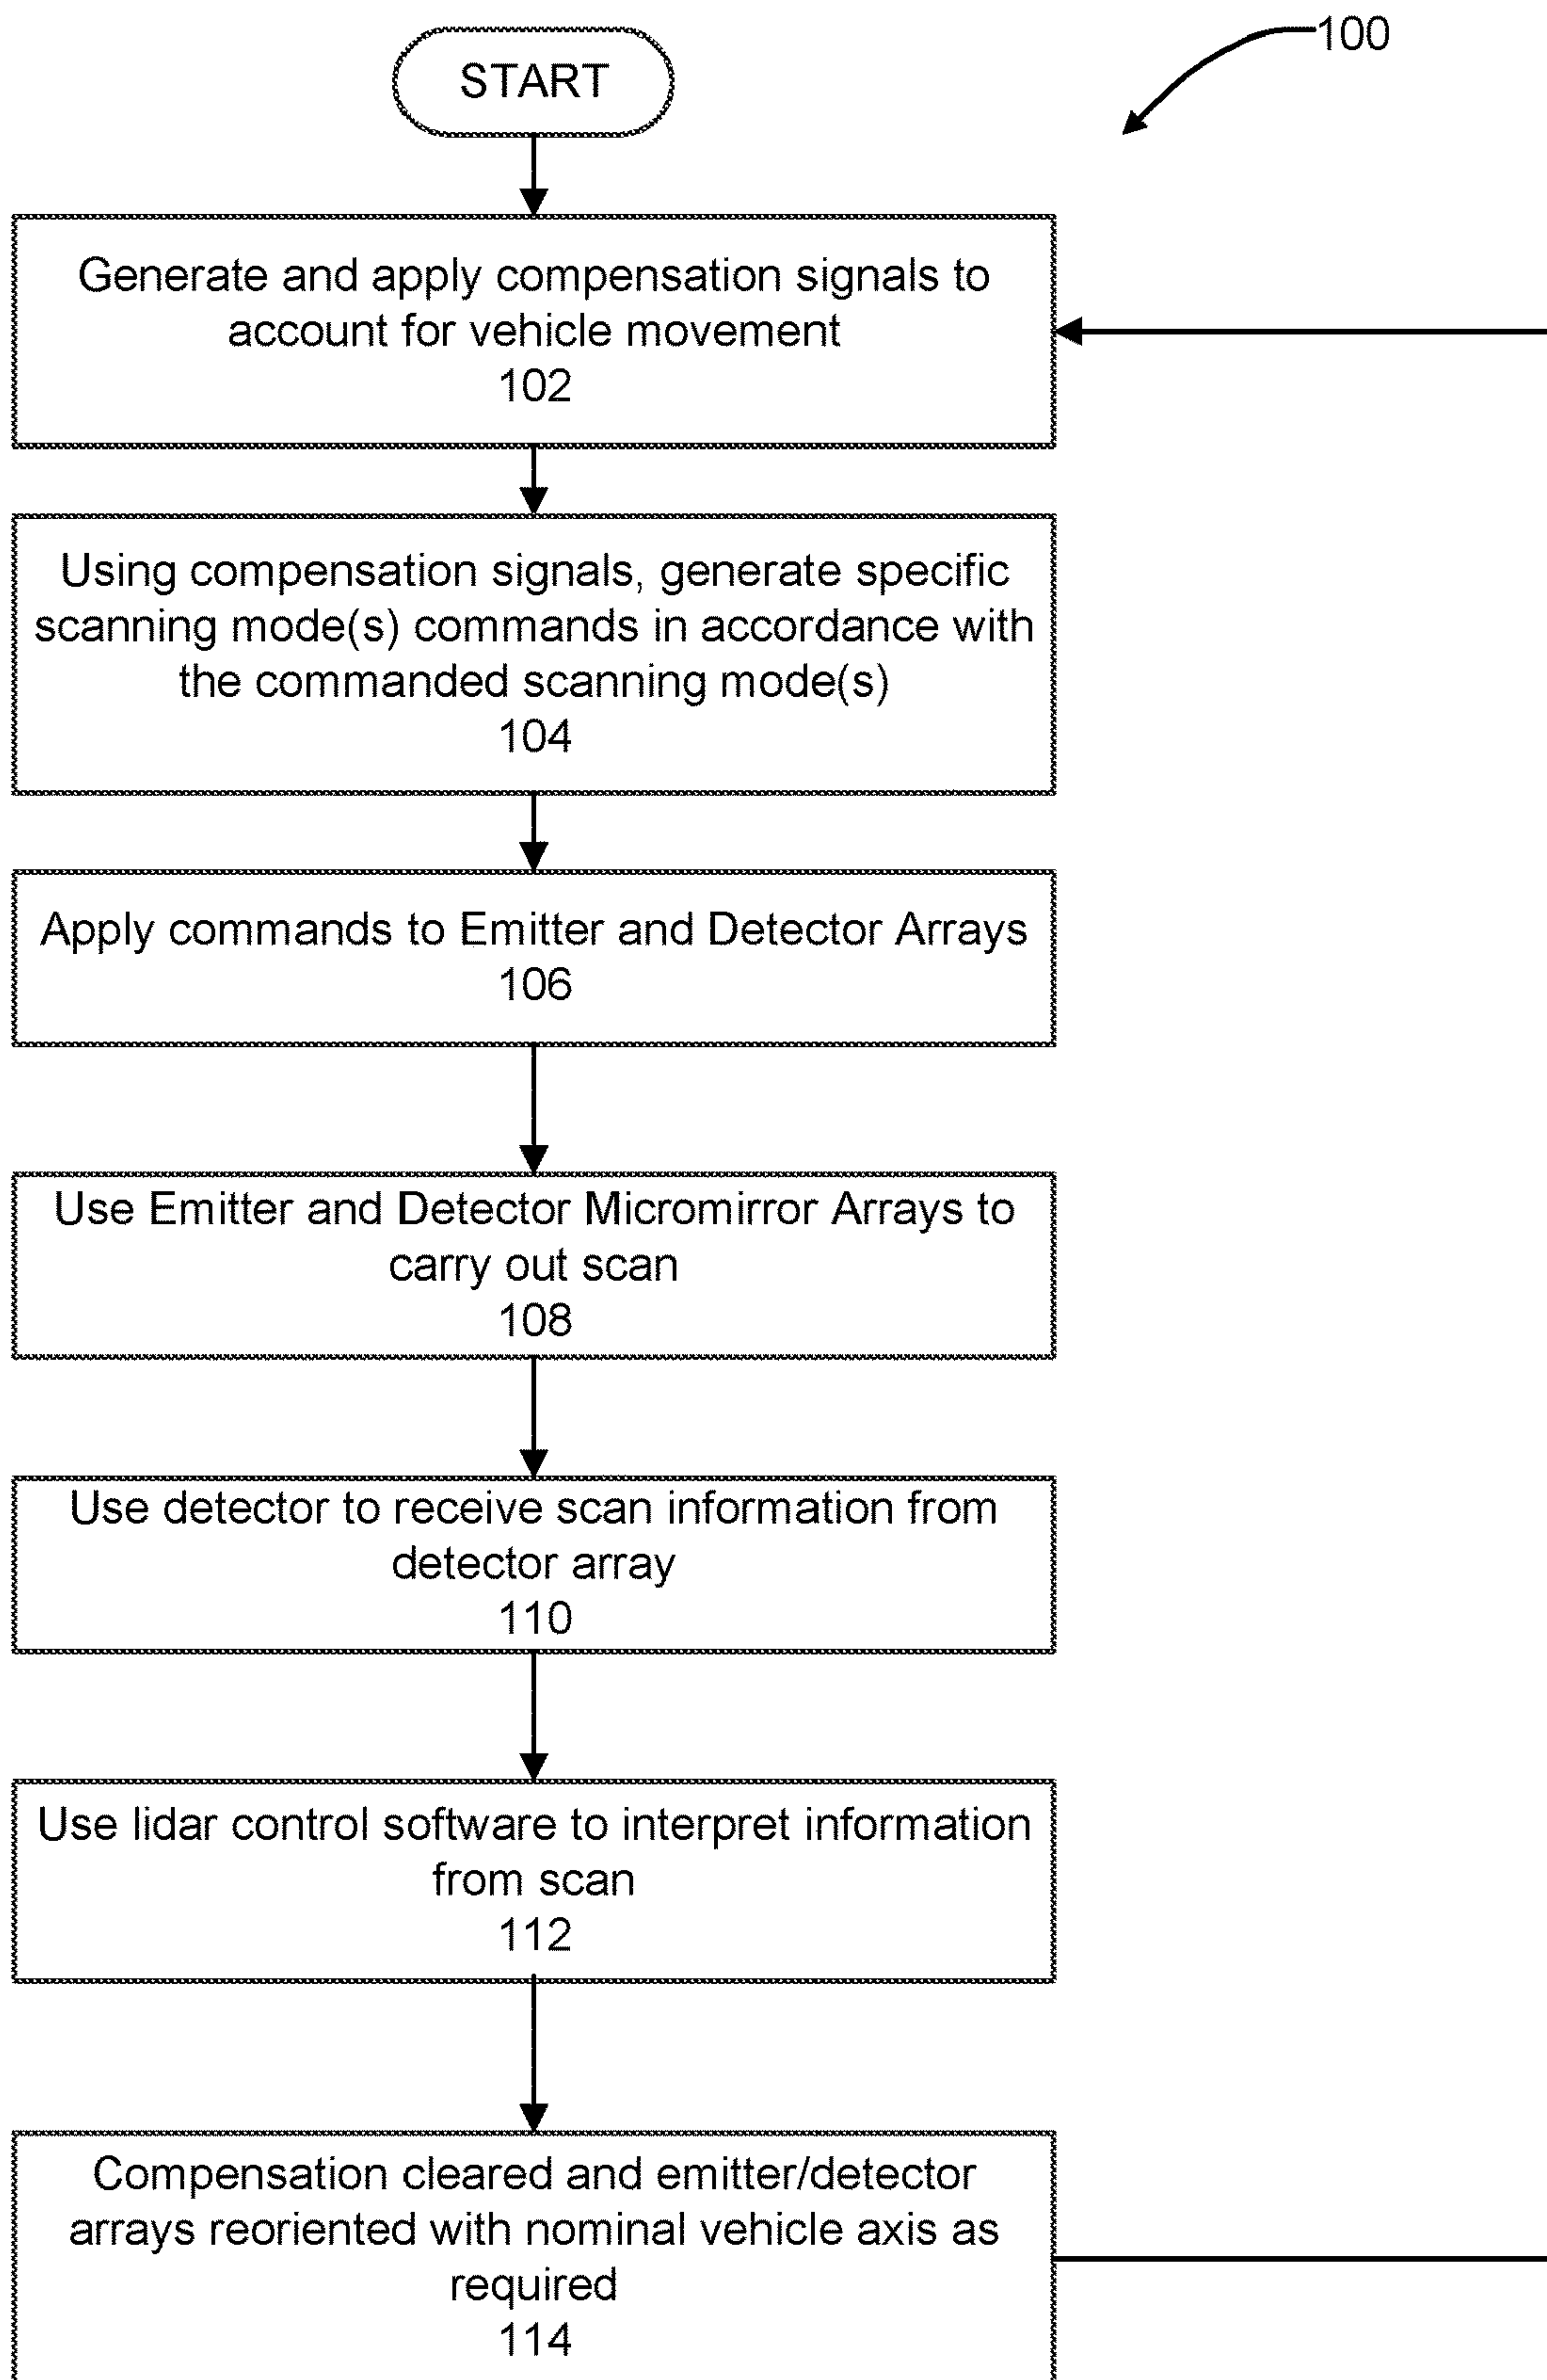 100
START
Generate and apply compensation signals to
account for vehicle movement
102
Using compensation signals, generate specific
scanning mode(s) commands in accordance with
the commanded scanning mode(s)
104
Apply commands to Emitter and Detector Arrays
106
Use Emitter and Detector Micromirror Arrays to
carry out scan
108
Use detector to receive scan information from
detector array
110
Use lidar control software to interpret information
from scan
112
Compensation cleared and emitter/detector
arrays reoriented with nominal vehicle axis as
required
114